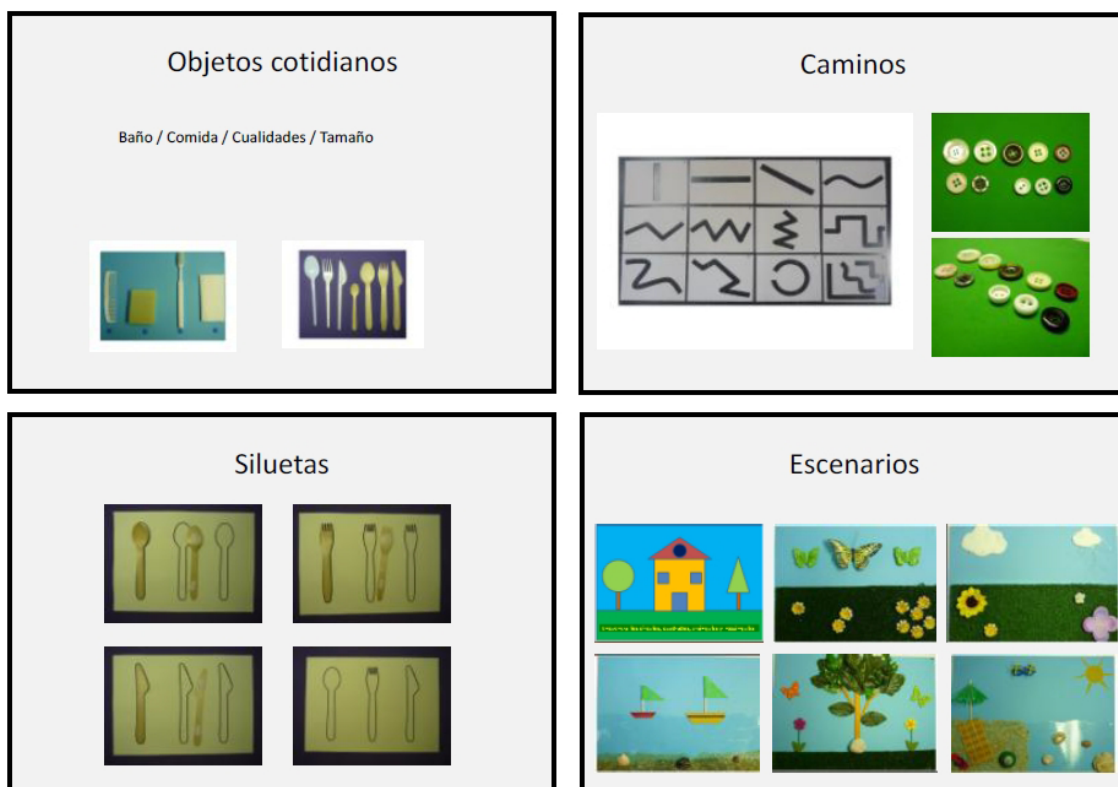 Objetos cotidianos
Baño / Comida / Cualidades / Tamaño
Caminos
Siluetas
Escenarios